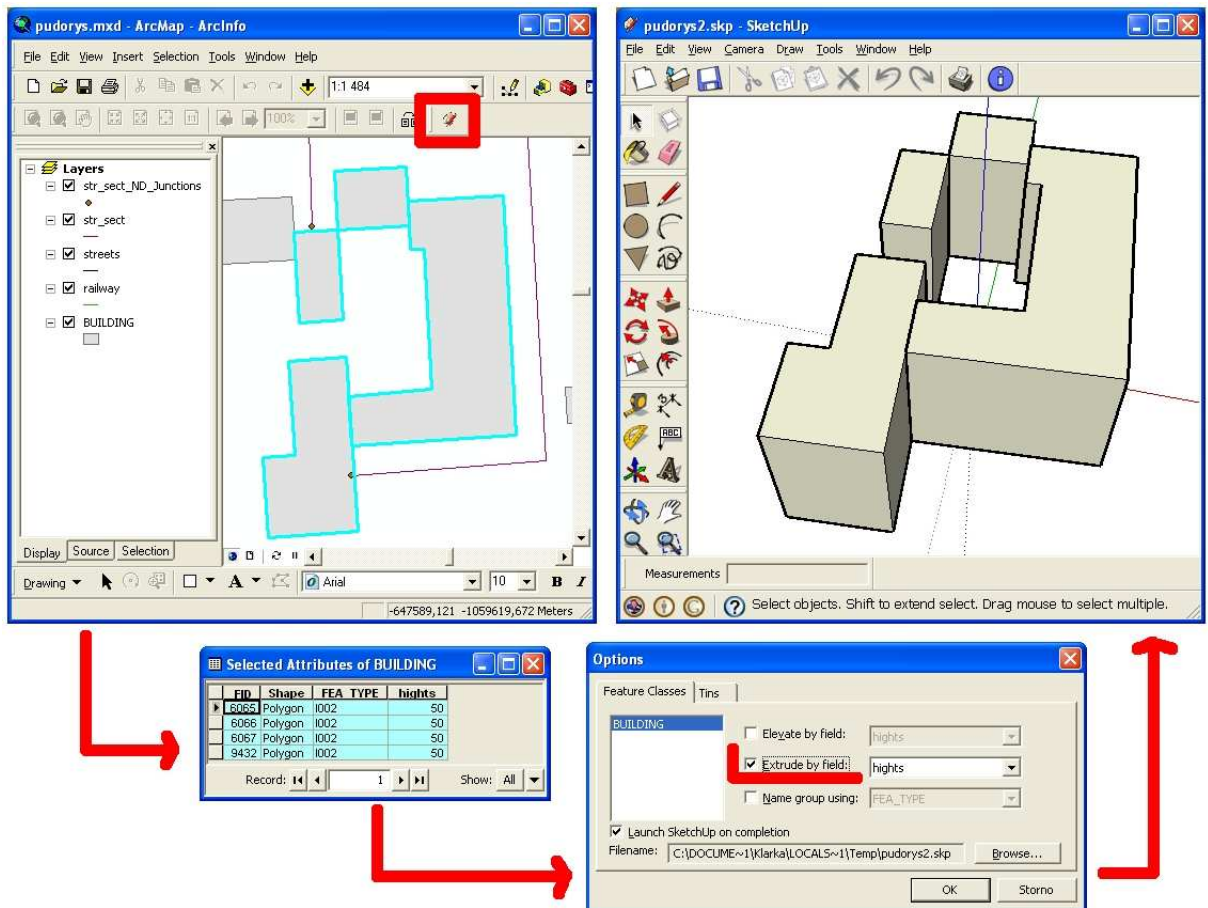 pudorys.mxd - ArcMap - ArcInfo
File Edit View Insert Selection Tools Window Help
1:1 484
100%
Layers
str_sect_ND_Junctions
str_sect
streets
railway
BUILDING
Display Source Selection
Drawing A Arial 10 B I
-647589,121 -1059619,672 Meters
pudorys2.skp - SketchUp
File Edit View Camera Draw Tools Window Help
ABC
Measurements
Select objects. Shift to extend select. Drag mouse to select multiple.
Selected Attributes of BUILDING
FID Shape FEA_TYPE hights
6065 Polygon I002 50
6066 Polygon I002 50
6067 Polygon I002 50
9432 Polygon I002 50
Record: 1 Show: All
Options
Feature Classes Tins
BUILDING
Elevate by field: hights
Extrude by field: hights
Name group using: FEA_TYPE
Launch SketchUp on completion
Filename: C:\DOCUME~1\Klarka\LOCALS~1\Temp\pudorys2.skp Browse...
OK Storno